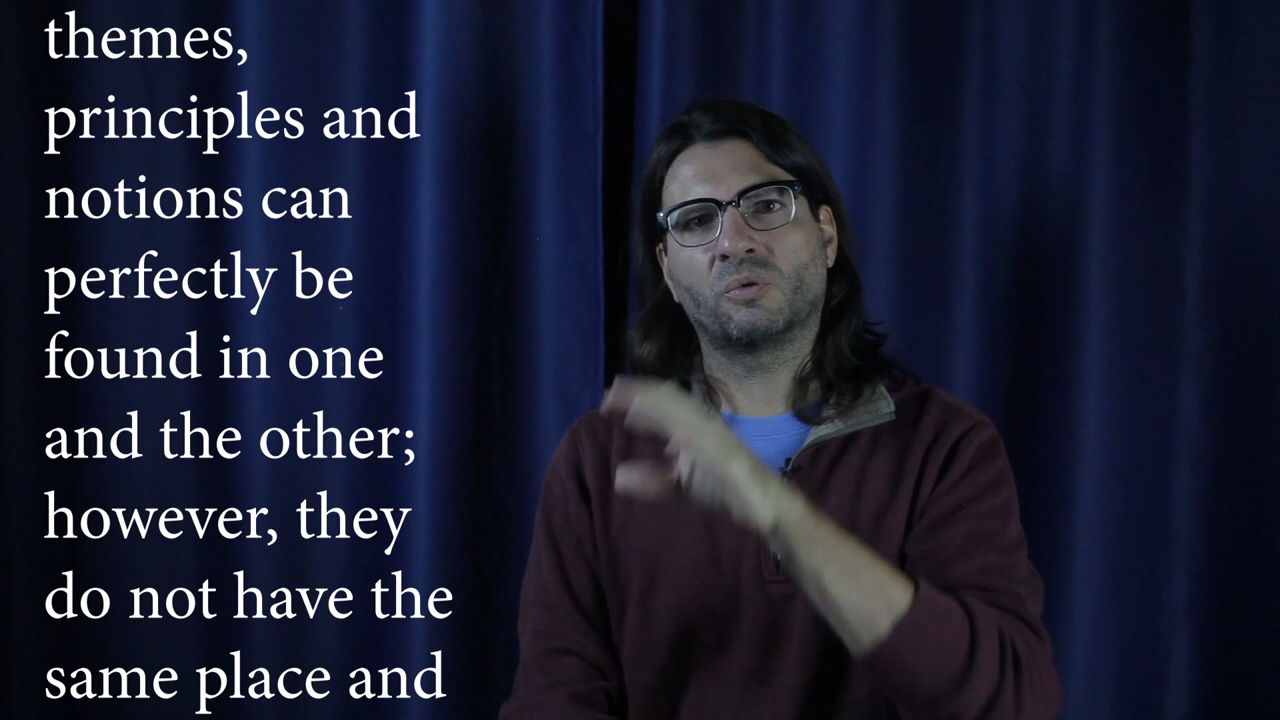 themes,
principles and
notions can
perfectly be
found in one
and the other;
however, they
do not have the
same place and